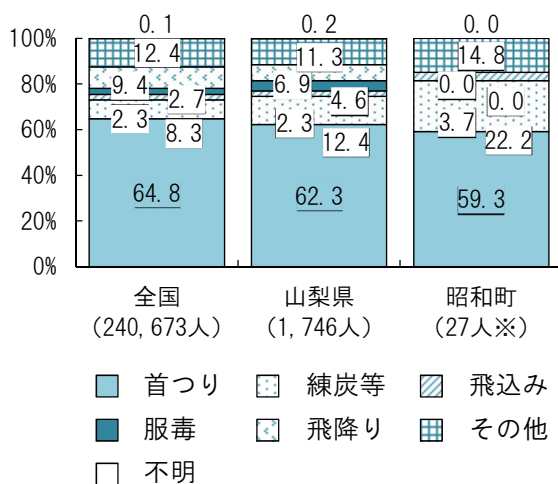 0.1 0.2 0.0
100%
12.4 11.3 14.8
80%
9.4 2.7 6.9 4.6 0.0 0.0
60%
2.3 8.3 2.3 12.4 3.7 22.2
40%
64.8 62.3 59.3
20%
0%
全国 山梨県 昭和町
(240,673人) (1,746人) (27人※)
首つり 練炭等 飛込み
服毒 飛降り その他
不明